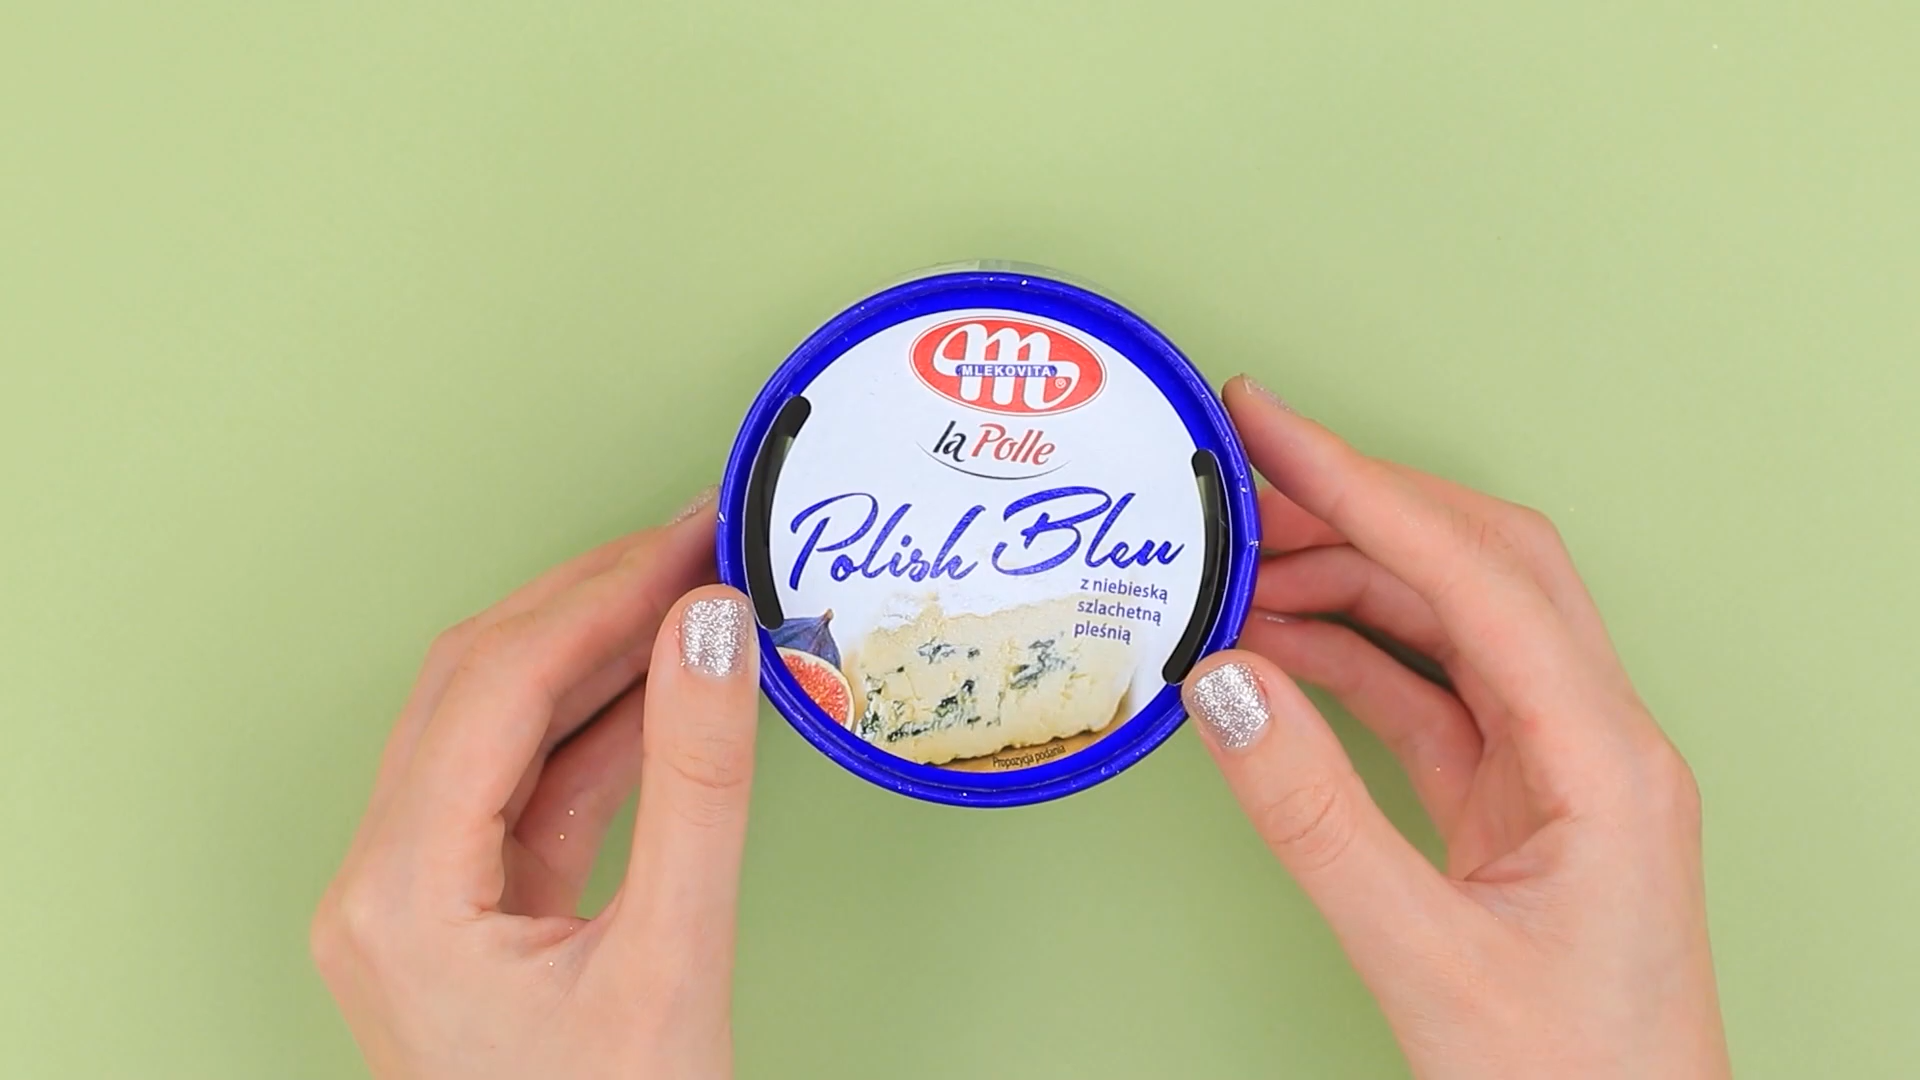 MLEKOVITA
la Polle
Polish Bleu
z niebieską
szlachetną
pleśnią
Propozycja podania